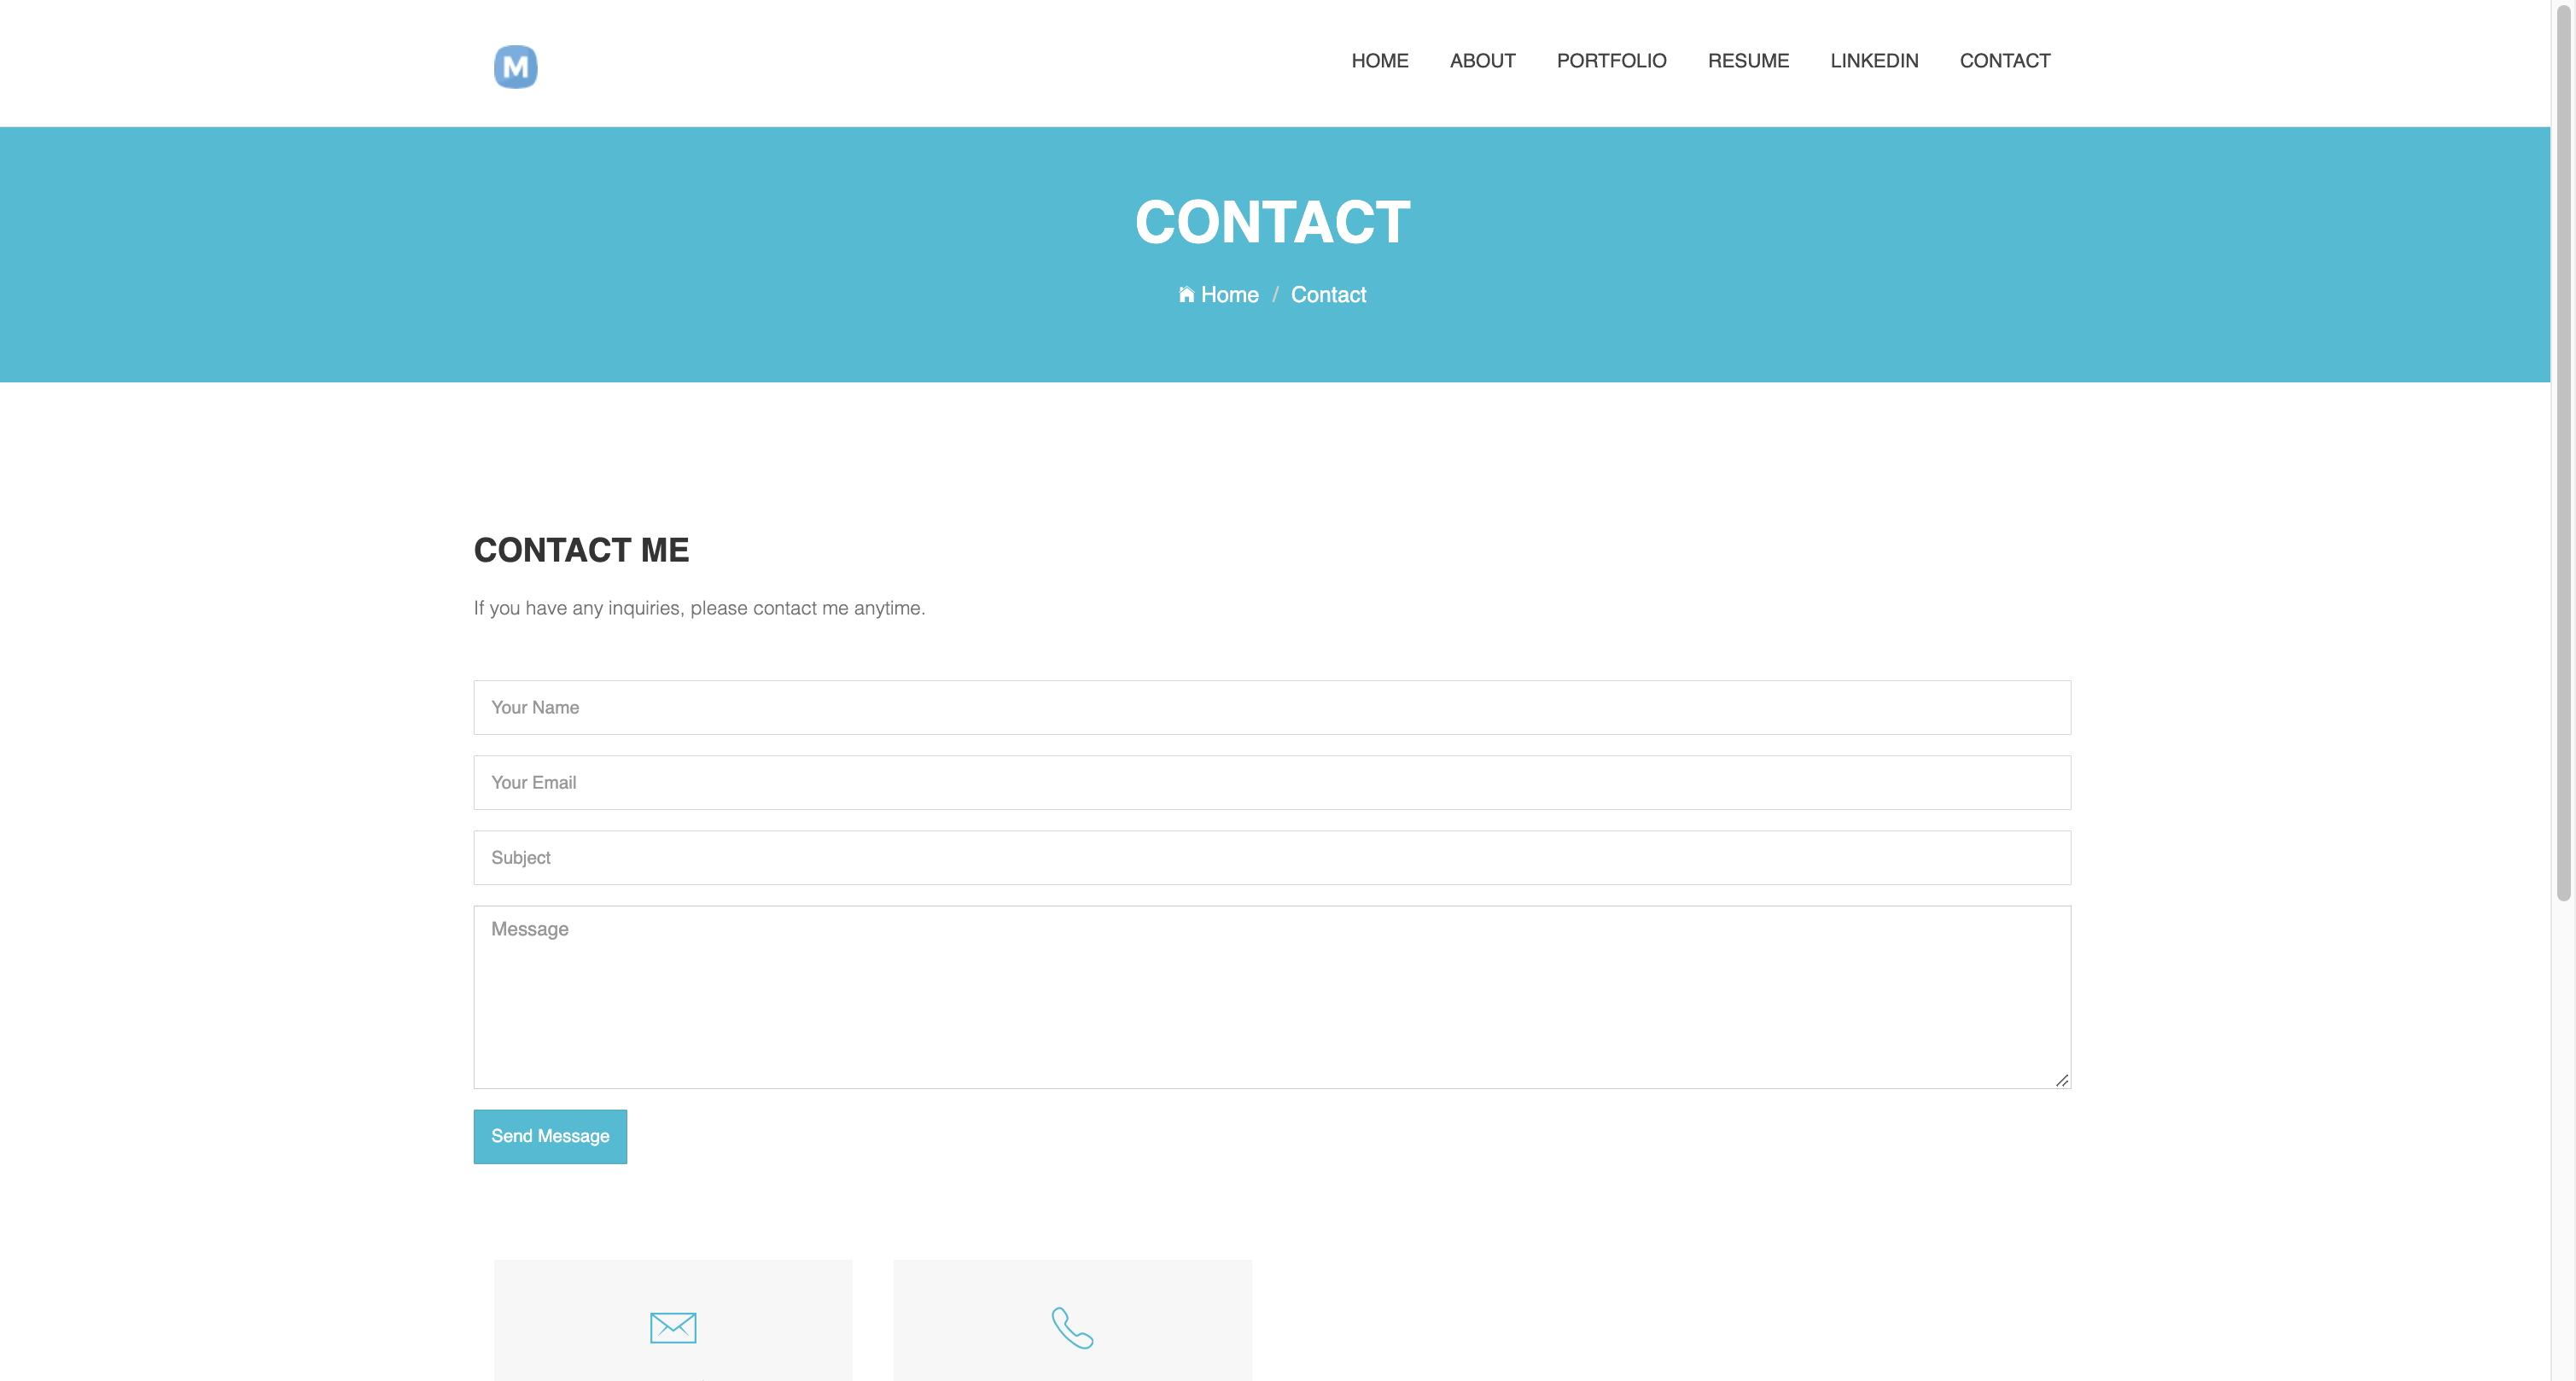 M
HOME ABOUT PORTFOLIO RESUME LINKEDIN CONTACT
CONTACT
Home / Contact
CONTACT ME
If you have any inquiries, please contact me anytime.
Your Name
Your Email
Subject
Message
Send Message